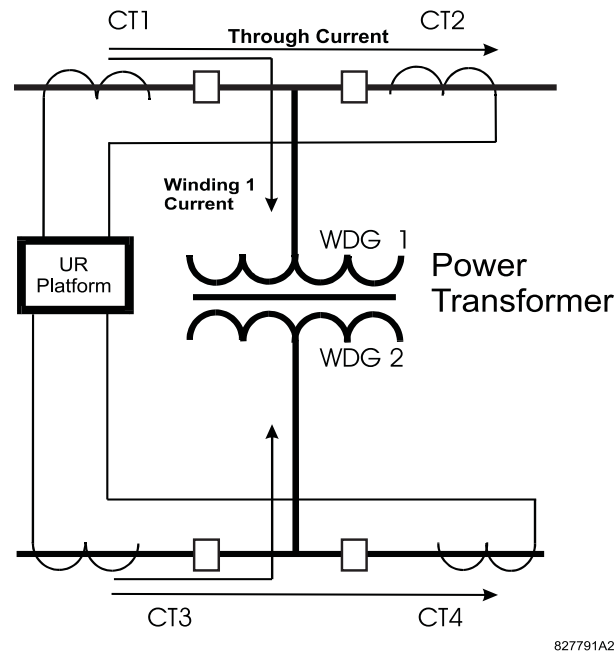 CT1
CT2
Through Current
Winding 1
Current
WDG 1
UR
Platform
Power
Transformer
WDG 2
CT3
CT4
827791A2